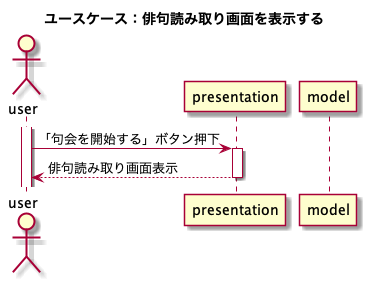 ユースケース：俳句読み取り画面を表示する
user
presentation
model
「句会を開始する」ボタン押下
俳句読み取り画面表示
user
presentation
model